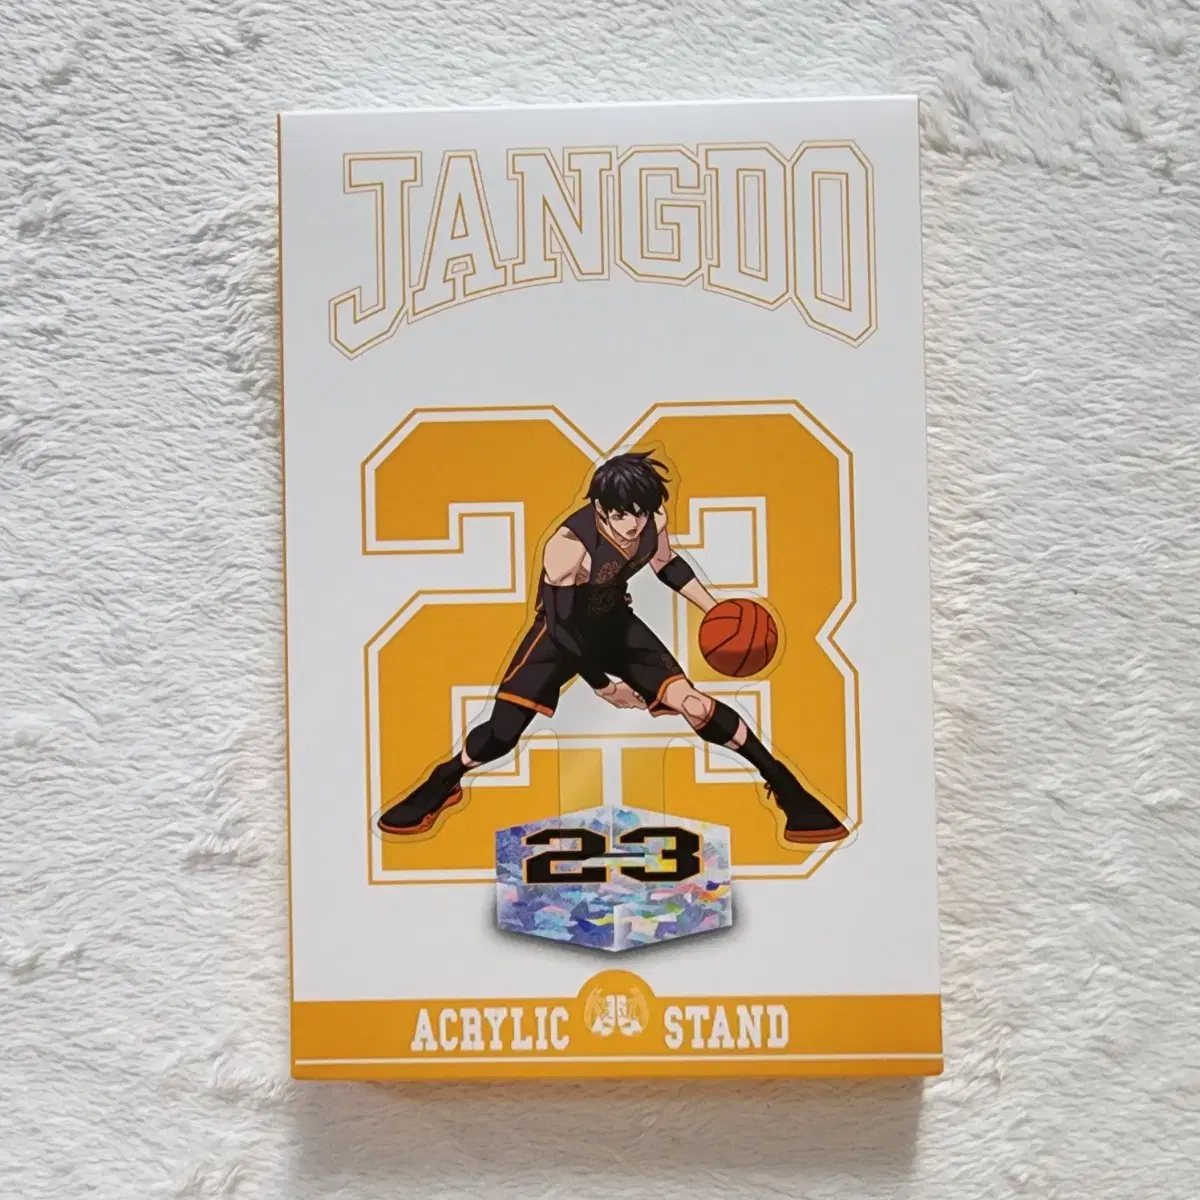 JANGDO
23
23
ACRYLIC STAND